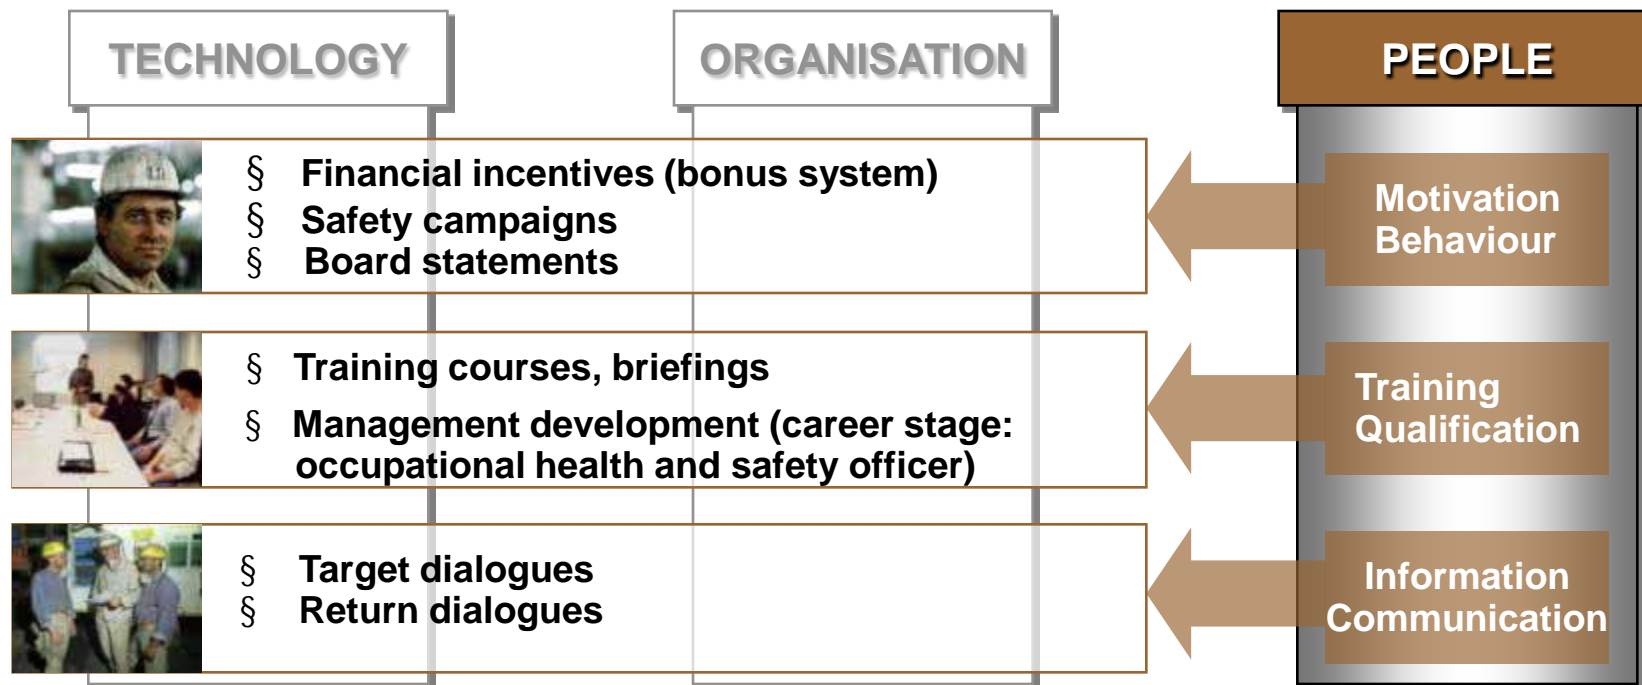 TECHNOLOGY
ORGANISATION
PEOPLE
§ Financial incentives (bonus system)
§ Safety campaigns
§ Board statements
Motivation
Behaviour
§ Training courses, briefings
§ Management development (career stage:
occupational health and safety officer)
Training
Qualification
§ Target dialogues
§ Return dialogues
Information
Communication